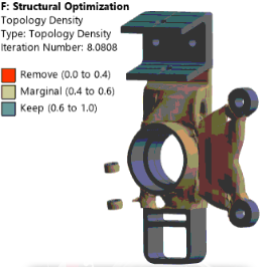 F: Structural Optimization
Topology Density
Type: Topology Density
Iteration Number: 8.0808
Remove (0.0 to 0.4)
Marginal (0.4 to 0.6)
Keep (0.6 to 1.0)